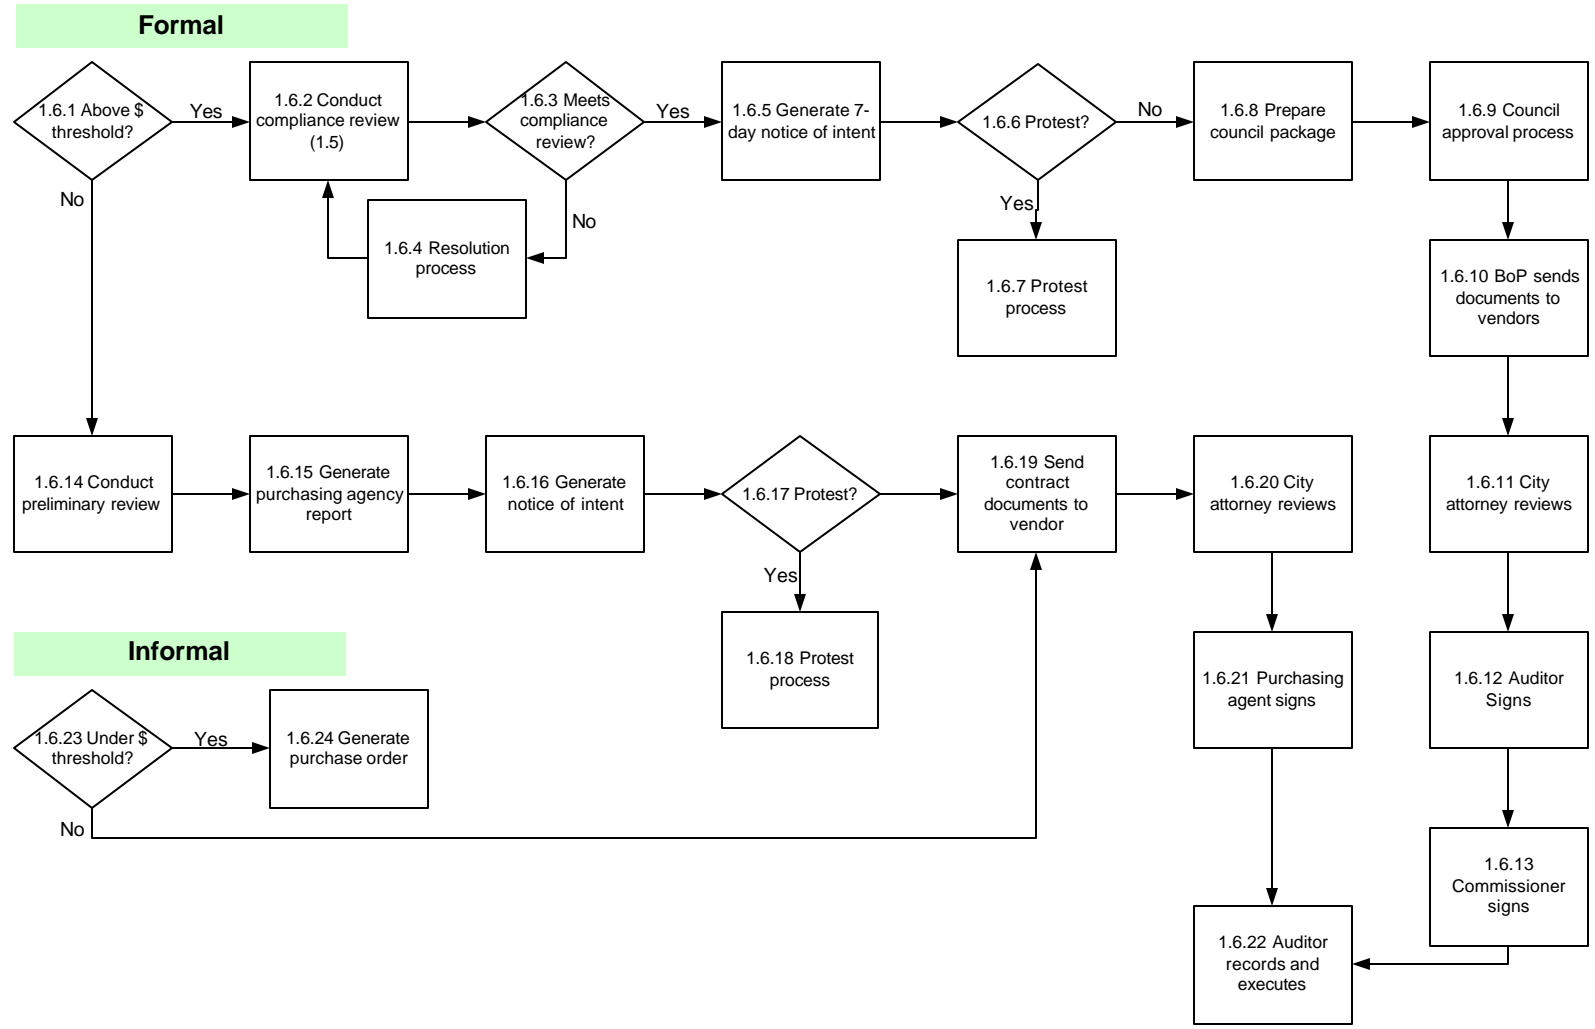 Formal
1.6.1 Above $
threshold?
Yes
1.6.2 Conduct
compliance review
(1.5)
1.6.3 Meets
compliance
review?
Yes
1.6.5 Generate 7-
day notice of intent
1.6.6 Protest?
No
1.6.8 Prepare
council package
1.6.9 Council
approval process
No
No
Yes
1.6.4 Resolution
process
1.6.7 Protest
process
1.6.10 BoP sends
documents to
vendors
1.6.14 Conduct
preliminary review
1.6.15 Generate
purchasing agency
report
1.6.16 Generate
notice of intent
1.6.17 Protest?
1.6.19 Send
contract
documents to
vendor
1.6.20 City
attorney reviews
1.6.11 City
attorney reviews
Yes
1.6.18 Protest
process
1.6.21 Purchasing
agent signs
1.6.12 Auditor
Signs
Informal
1.6.23 Under $
threshold?
Yes
1.6.24 Generate
purchase order
No
1.6.13
Commissioner
signs
1.6.22 Auditor
records and
executes